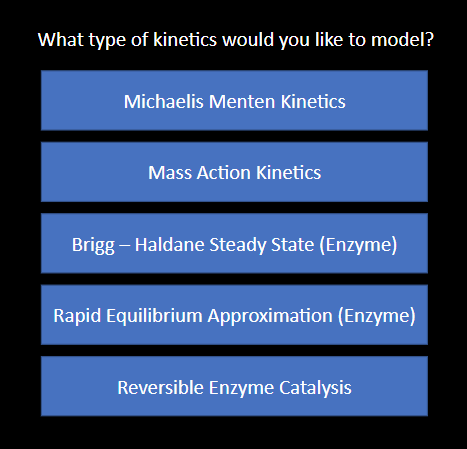 What type of kinetics would you like to model?
Michaelis Menten Kinetics
Mass Action Kinetics
Brigg – Haldane Steady State (Enzyme)
Rapid Equilibrium Approximation (Enzyme)
Reversible Enzyme Catalysis